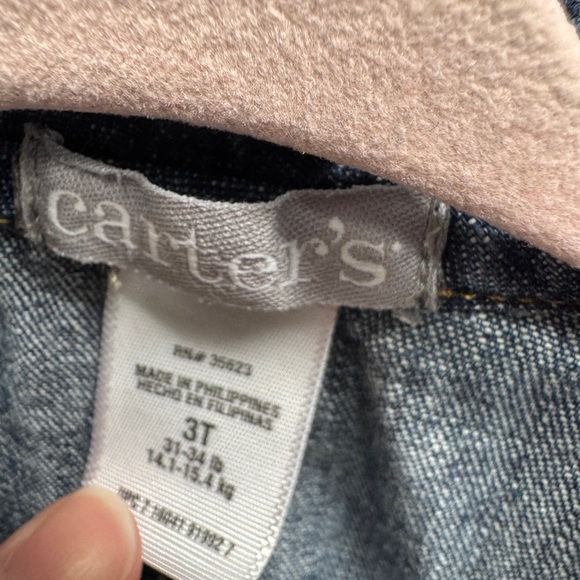 carter's
RN# 35623
MADE IN PHILIPPINES
HECHO EN FILIPINAS
3T
31-34 lb
14.1-15.4 kg